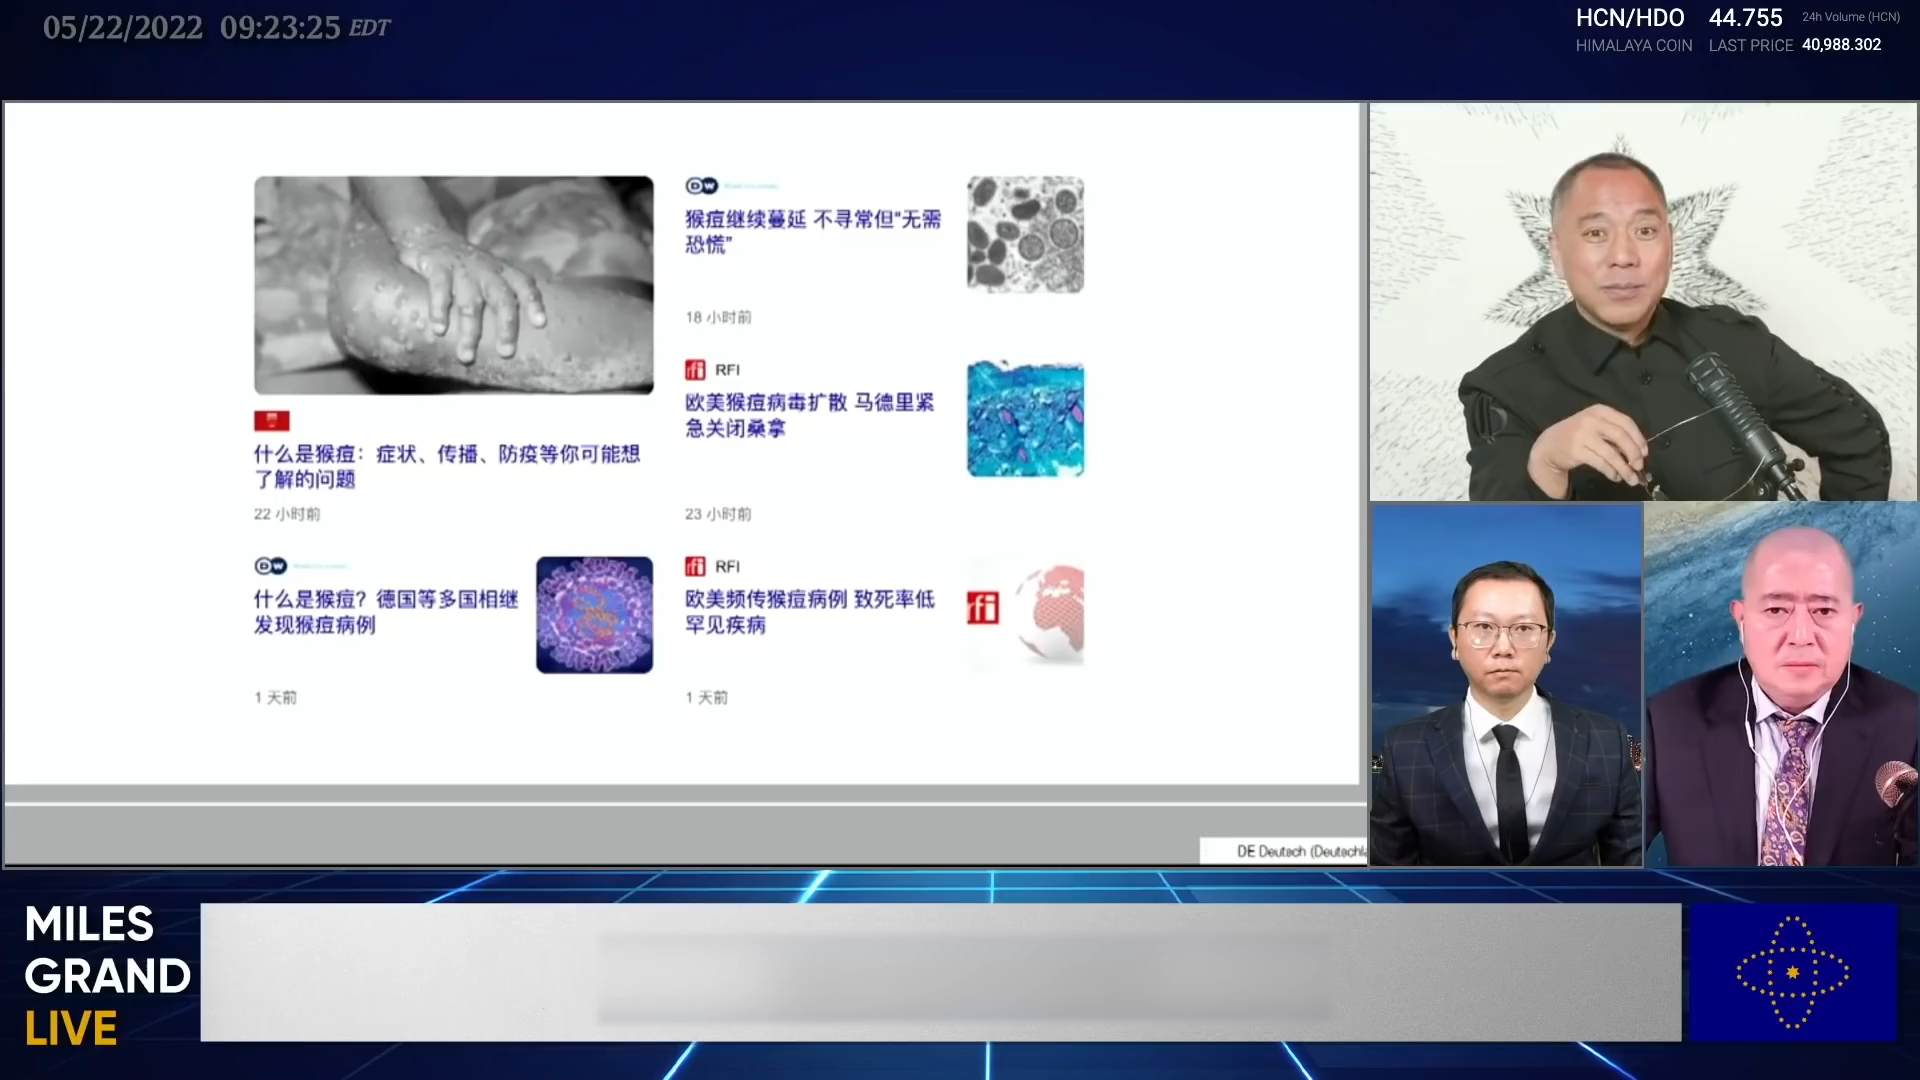 05/22/2022 09:23:25 EDT
HCN/HDO 44.755 24h Volume (HCN)
HIMALAYA COIN LAST PRICE 40,988.302
什么是猴痘：症状、传播、防疫等你可能想
了解的问题
22 小时前
DW
什么是猴痘？德国等多国相继
发现猴痘病例
1 天前
DW
猴痘继续蔓延 不寻常但“无需
恐慌”
18 小时前
rfi RFI
欧美猴痘病毒扩散 马德里紧
急关闭桑拿
23 小时前
rfi RFI
欧美频传猴痘病例 致死率低
罕见疾病
rfi
1 天前
DE Deutsch (Deutschla
MILES
GRAND
LIVE